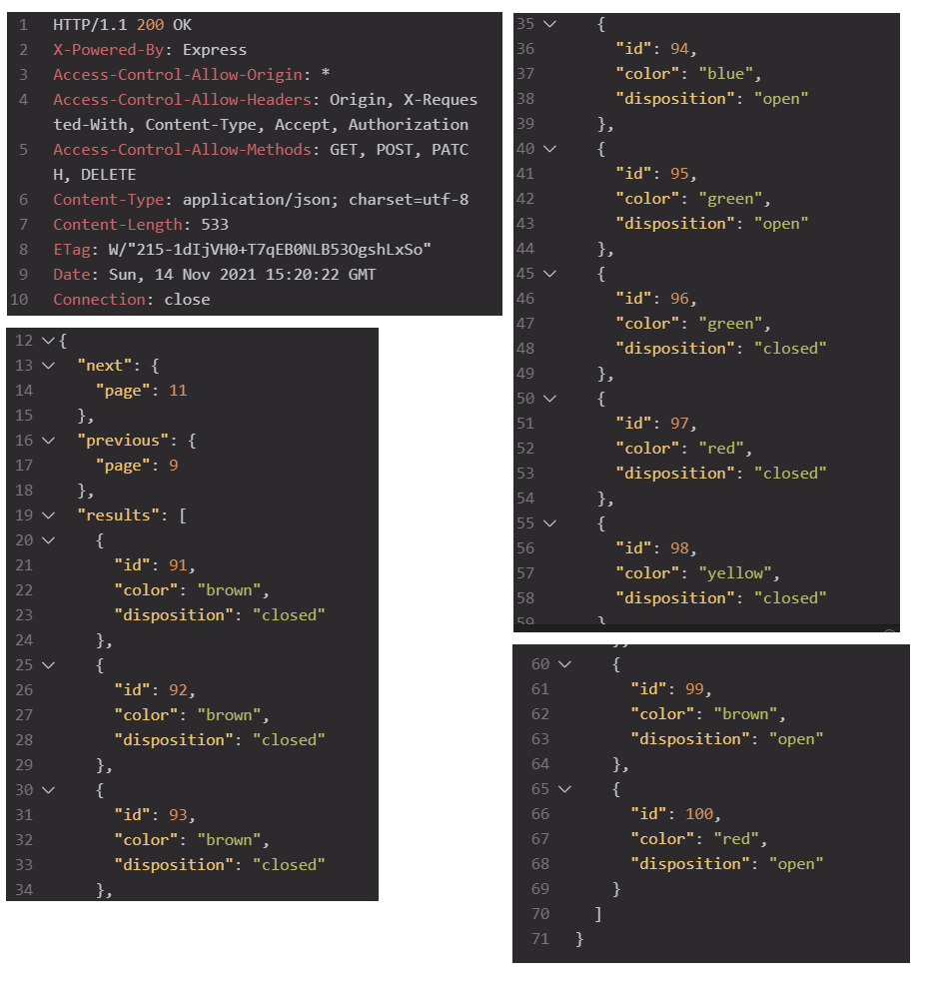 1 HTTP/1.1 200 OK
2 X-Powered-By: Express
3 Access-Control-Allow-Origin: *
4 Access-Control-Allow-Headers: Origin, X-Reques
ted-With, Content-Type, Accept, Authorization
5 Access-Control-Allow-Methods: GET, POST, PATC
H, DELETE
6 Content-Type: application/json; charset=utf-8
7 Content-Length: 533
8 ETag: W/"215-1dIjVH0+T7qEB0NLB53OgshLxSo"
9 Date: Sun, 14 Nov 2021 15:20:22 GMT
10 Connection: close
12 {
13 "next": {
14 "page": 11
15 },
16 "previous": {
17 "page": 9
18 },
19 "results": [
20 {
21 "id": 91,
22 "color": "brown",
23 "disposition": "closed"
24 },
25 {
26 "id": 92,
27 "color": "brown",
28 "disposition": "closed"
29 },
30 {
31 "id": 93,
32 "color": "brown",
33 "disposition": "closed"
34 },
35 {
36 "id": 94,
37 "color": "blue",
38 "disposition": "open"
39 },
40 {
41 "id": 95,
42 "color": "green",
43 "disposition": "open"
44 },
45 {
46 "id": 96,
47 "color": "green",
48 "disposition": "closed"
49 },
50 {
51 "id": 97,
52 "color": "red",
53 "disposition": "closed"
54 },
55 {
56 "id": 98,
57 "color": "yellow",
58 "disposition": "closed"
59 }
60 {
61 "id": 99,
62 "color": "brown",
63 "disposition": "open"
64 },
65 {
66 "id": 100,
67 "color": "red",
68 "disposition": "open"
69 }
70 ]
71 }